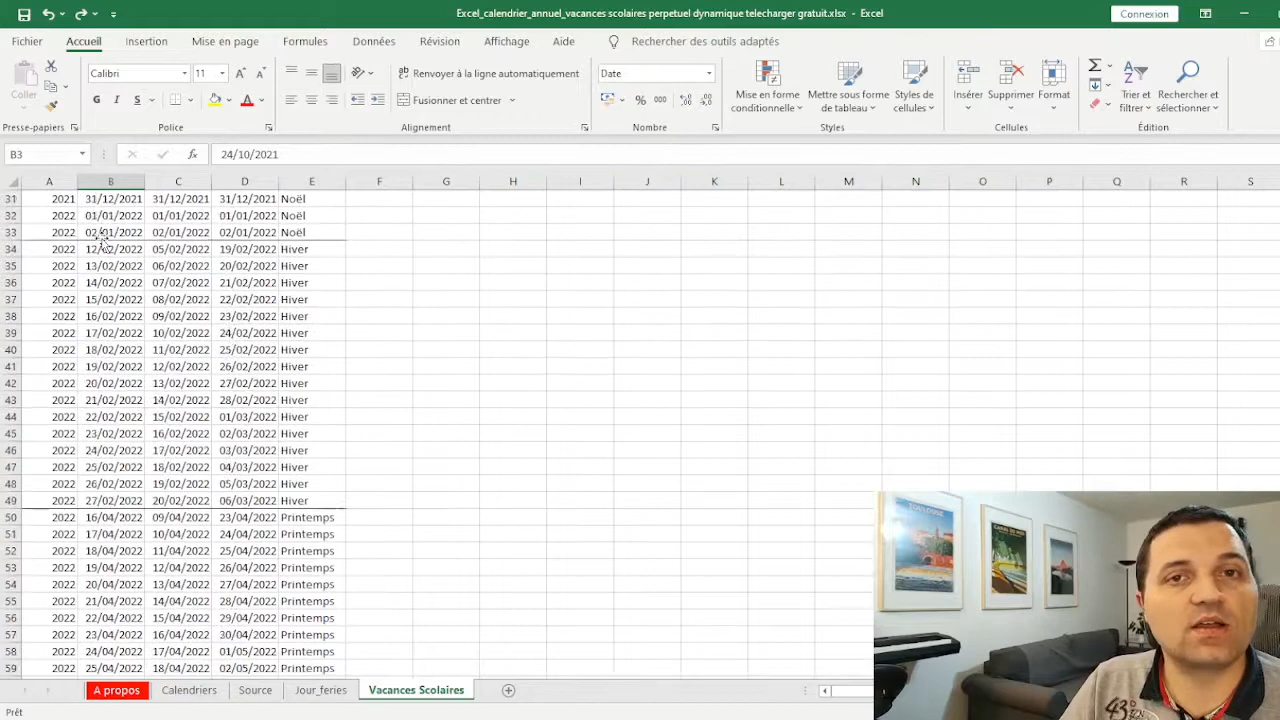 Excel_calendrier_annuel_vacances scolaires perpetuel dynamique telecharger gratuit.xlsx - Excel
Connexion
Fichier Accueil Insertion Mise en page Formules Données Révision Affichage Aide Rechercher des outils adaptés
Coller
Calibri 11
Renvoyer à la ligne automatiquement
Date
Mise en forme conditionnelle
Mettre sous forme de tableau
Styles de cellules
Insérer Supprimer Format
Trier et filtrer
Rechercher et sélectionner
G I S
Fusionner et centrer
% 000
Presse-papiers Police Alignement Nombre Styles Cellules Édition
B3 fx 24/10/2021
A B C D E F G H I J K L M N O P Q R S
31 2021 31/12/2021 31/12/2021 31/12/2021 Noël
32 2022 01/01/2022 01/01/2022 01/01/2022 Noël
33 2022 02/01/2022 02/01/2022 02/01/2022 Noël
34 2022 12/02/2022 05/02/2022 19/02/2022 Hiver
35 2022 13/02/2022 06/02/2022 20/02/2022 Hiver
36 2022 14/02/2022 07/02/2022 21/02/2022 Hiver
37 2022 15/02/2022 08/02/2022 22/02/2022 Hiver
38 2022 16/02/2022 09/02/2022 23/02/2022 Hiver
39 2022 17/02/2022 10/02/2022 24/02/2022 Hiver
40 2022 18/02/2022 11/02/2022 25/02/2022 Hiver
41 2022 19/02/2022 12/02/2022 26/02/2022 Hiver
42 2022 20/02/2022 13/02/2022 27/02/2022 Hiver
43 2022 21/02/2022 14/02/2022 28/02/2022 Hiver
44 2022 22/02/2022 15/02/2022 01/03/2022 Hiver
45 2022 23/02/2022 16/02/2022 02/03/2022 Hiver
46 2022 24/02/2022 17/02/2022 03/03/2022 Hiver
47 2022 25/02/2022 18/02/2022 04/03/2022 Hiver
48 2022 26/02/2022 19/02/2022 05/03/2022 Hiver
49 2022 27/02/2022 20/02/2022 06/03/2022 Hiver
50 2022 16/04/2022 09/04/2022 23/04/2022 Printemps
51 2022 17/04/2022 10/04/2022 24/04/2022 Printemps
52 2022 18/04/2022 11/04/2022 25/04/2022 Printemps
53 2022 19/04/2022 12/04/2022 26/04/2022 Printemps
54 2022 20/04/2022 13/04/2022 27/04/2022 Printemps
55 2022 21/04/2022 14/04/2022 28/04/2022 Printemps
56 2022 22/04/2022 15/04/2022 29/04/2022 Printemps
57 2022 23/04/2022 16/04/2022 30/04/2022 Printemps
58 2022 24/04/2022 17/04/2022 01/05/2022 Printemps
59 2022 25/04/2022 18/04/2022 02/05/2022 Printemps
TOULOUSE
43
A propos Calendriers Source Jour_feries Vacances Scolaires
Prêt